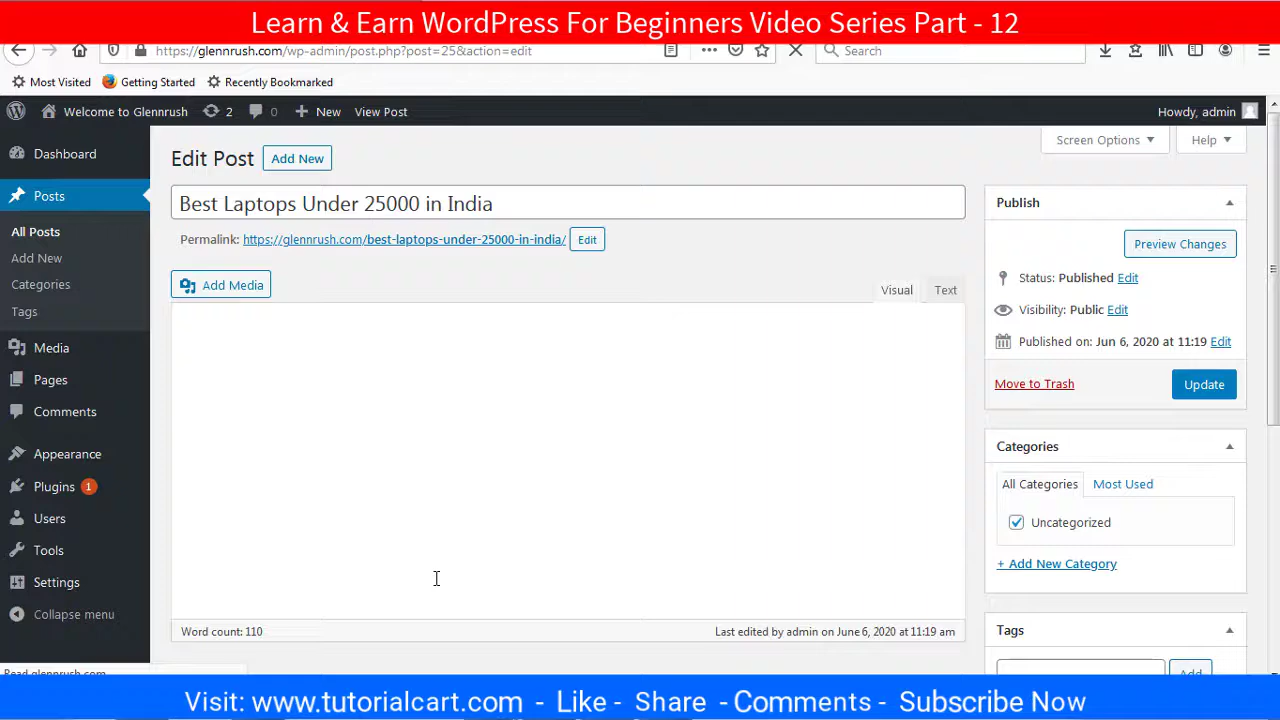 Learn & Earn WordPress For Beginners Video Series Part - 12
https://glennrush.com/wp-admin/post.php?post=25&action=edit
Search
Most Visited
Getting Started
Recently Bookmarked
Welcome to Glennrush
2
0
New
View Post
Howdy, admin
Dashboard
Posts
All Posts
Add New
Categories
Tags
Media
Pages
Comments
Appearance
Plugins 1
Users
Tools
Settings
Collapse menu
Edit Post
Add New
Screen Options
Help
Best Laptops Under 25000 in India
Permalink: https://glennrush.com/best-laptops-under-25000-in-india/ Edit
Add Media
Visual
Text
Word count: 110
Last edited by admin on June 6, 2020 at 11:19 am
Publish
Preview Changes
Status: Published Edit
Visibility: Public Edit
Published on: Jun 6, 2020 at 11:19 Edit
Move to Trash
Update
Categories
All Categories
Most Used
Uncategorized
+ Add New Category
Tags
Add
Read glennrush.com
Visit: www.tutorialcart.com - Like - Share - Comments - Subscribe Now